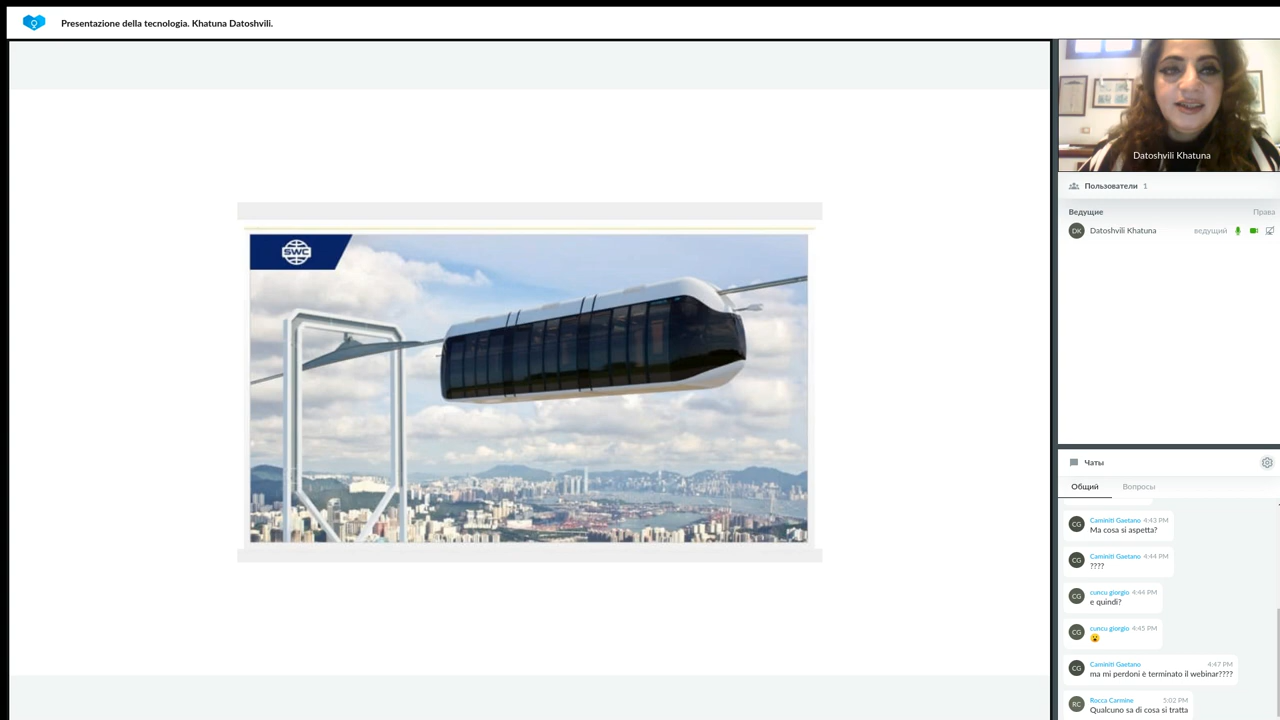 Presentazione della tecnologia. Khatuna Datoshvili.
SWC
Datoshvili Khatuna
Пользователи 1
Ведущие Права
DK Datoshvili Khatuna ведущий
Чаты
Общий Вопросы
CG Caminiti Gaetano 4:43 PM
Ma cosa si aspetta?
CG Caminiti Gaetano 4:44 PM
????
CG cuncu giorgio 4:44 PM
e quindi?
CG cuncu giorgio 4:45 PM
😮
CG Caminiti Gaetano 4:47 PM
ma mi perdoni è terminato il webinar????
RC Rocca Carmine 5:02 PM
Qualcuno sa di cosa si tratta